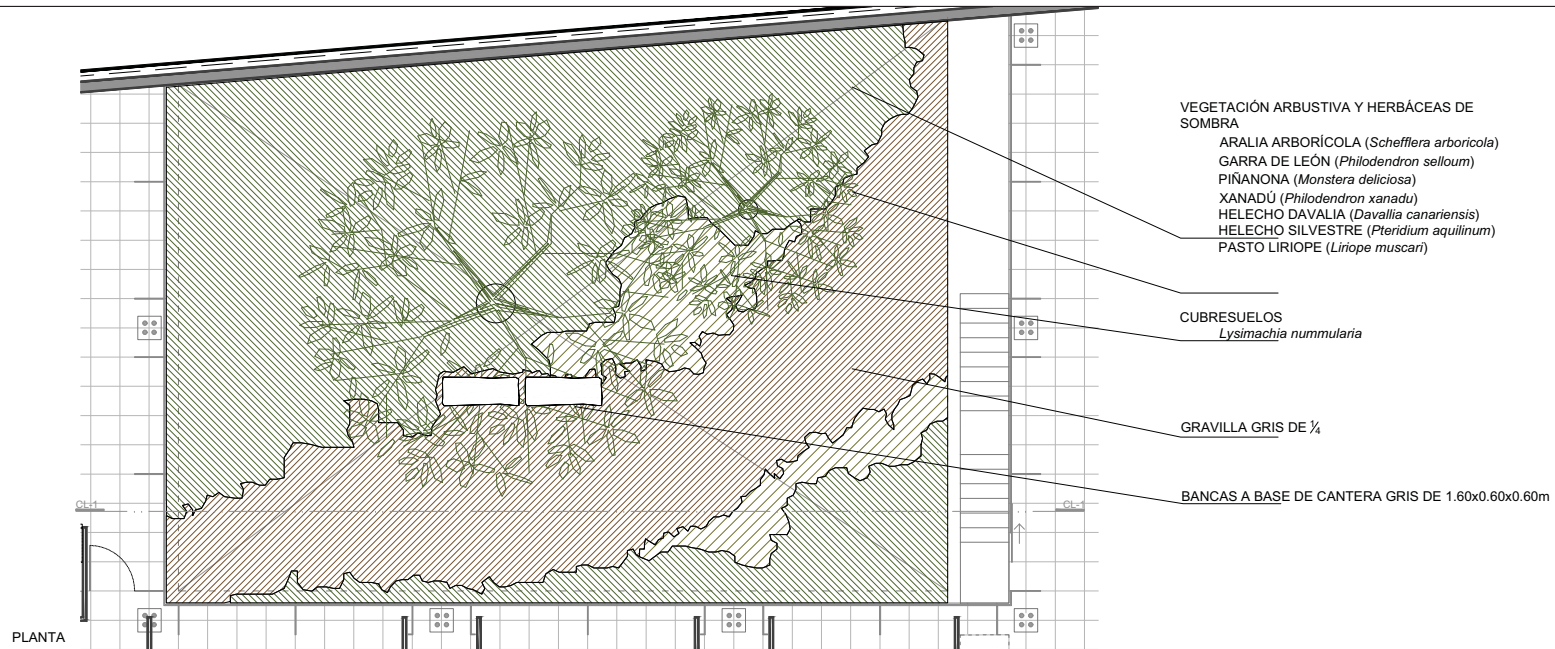 VEGETACIÓN ARBUSTIVA Y HERBÁCEAS DE
SOMBRA
ARALIA ARBORÍCOLA (Schefflera arboricola)
GARRA DE LEÓN (Philodendron selloum)
PIÑANONA (Monstera deliciosa)
XANADÚ (Philodendron xanadu)
HELECHO DAVALIA (Davallia canariensis)
HELECHO SILVESTRE (Pteridium aquilinum)
PASTO LIRIOPE (Liriope muscari)
CUBRESUELOS
Lysimachia nummularia
GRAVILLA GRIS DE ¼
BANCAS A BASE DE CANTERA GRIS DE 1.60x0.60x0.60m
CL-1
CL-1
PLANTA